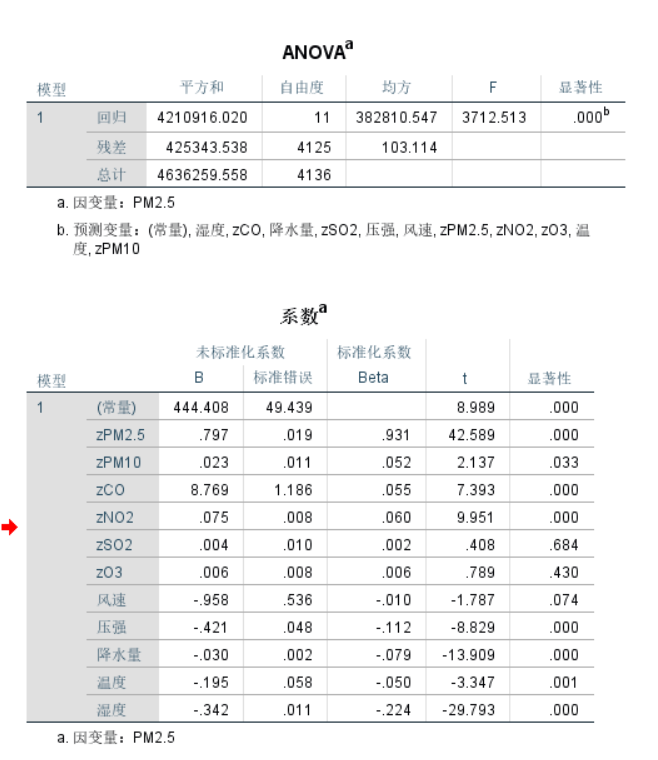 ANOVAa
模型 平方和 自由度 均方 F 显著性
1 回归 4210916.020 11 382810.547 3712.513 .000b
残差 425343.538 4125 103.114
总计 4636259.558 4136
a. 因变量：PM2.5
b. 预测变量：(常量), 湿度, zCO, 降水量, zSO2, 压强, 风速, zPM2.5, zNO2, zO3, 温
度, zPM10
系数a
未标准化系数 标准化系数
模型 B 标准错误 Beta t 显著性
1 (常量) 444.408 49.439 8.989 .000
zPM2.5 .797 .019 .931 42.589 .000
zPM10 .023 .011 .052 2.137 .033
zCO 8.769 1.186 .055 7.393 .000
zNO2 .075 .008 .060 9.951 .000
zSO2 .004 .010 .002 .408 .684
zO3 .006 .008 .006 .789 .430
风速 -.958 .536 -.010 -1.787 .074
压强 -.421 .048 -.112 -8.829 .000
降水量 -.030 .002 -.079 -13.909 .000
温度 -.195 .058 -.050 -3.347 .001
湿度 -.342 .011 -.224 -29.793 .000
a. 因变量：PM2.5